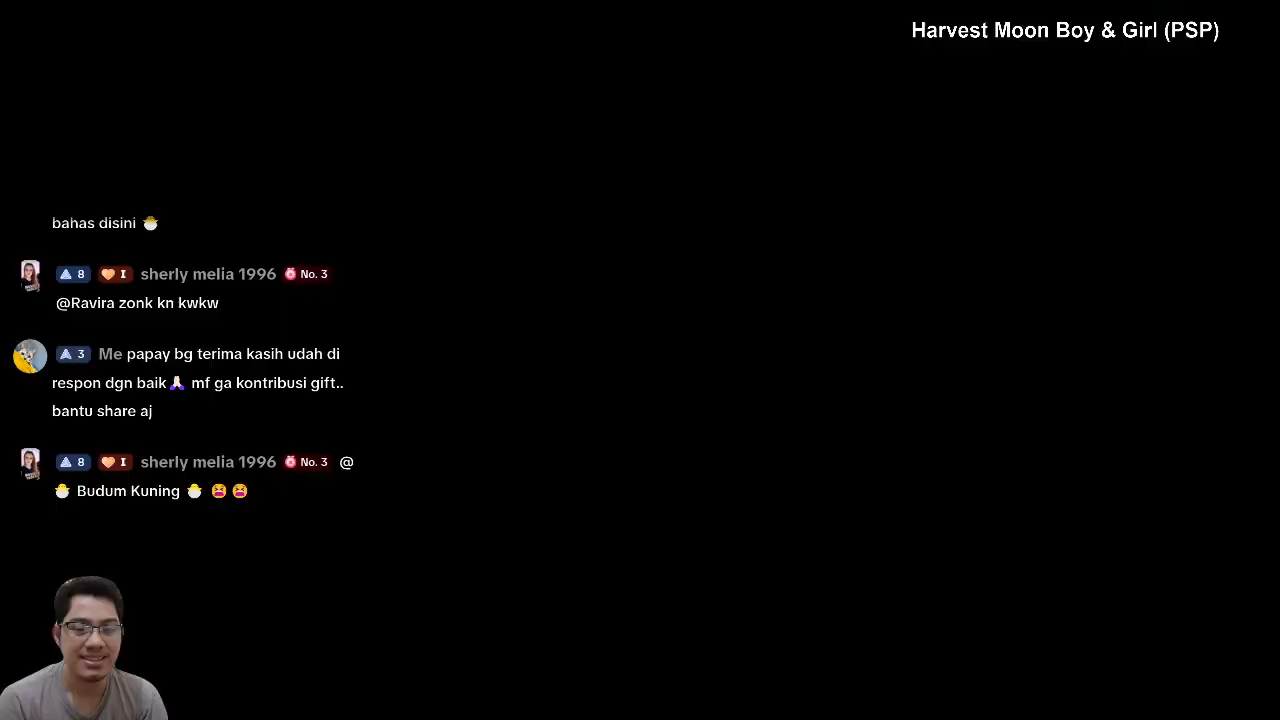 Harvest Moon Boy & Girl (PSP)
bahas disini 🐣
8 I sherly melia 1996 No. 3
@Ravira zonk kn kwkw
3 Me papay bg terima kasih udah di
respon dgn baik🙏🏻 mf ga kontribusi gift..
bantu share aj
8 I sherly melia 1996 No. 3 @
🐣 Budum Kuning 🐣 😫😫